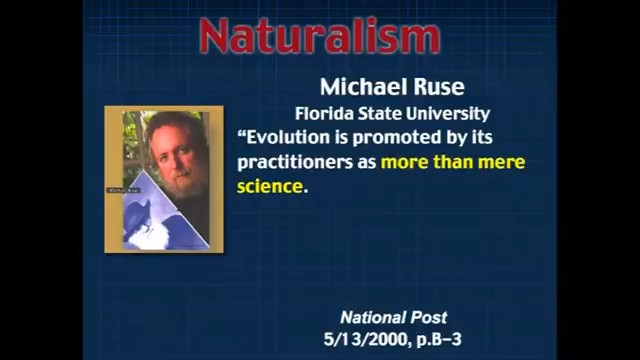 Naturalism
Michael Ruse
Florida State University
“Evolution is promoted by its
practitioners as more than mere
science.
National Post
5/13/2000, p.B–3